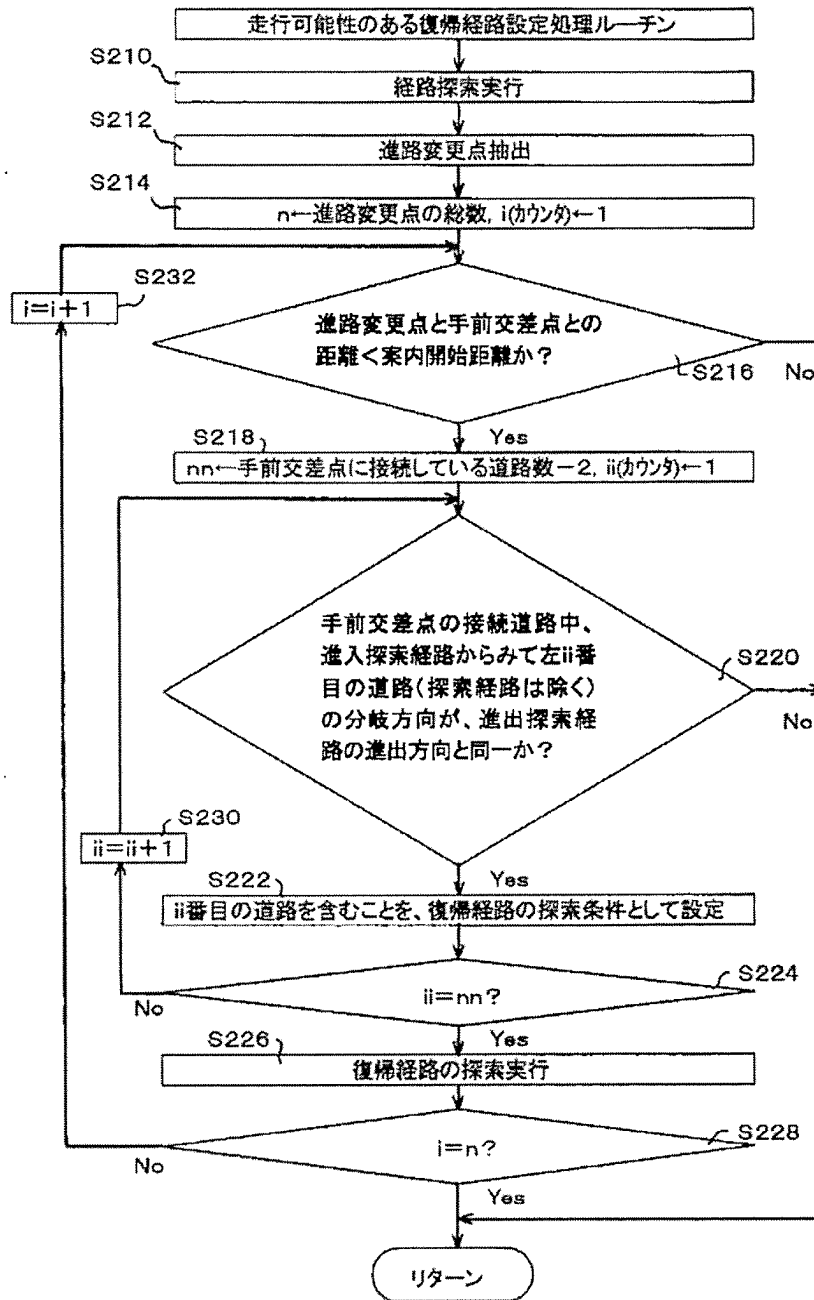 走行可能性のある復帰経路設定処理ルーチン
S210
経路探索実行
S212
進路変更点抽出
S214
n←進路変更点の総数, i(カウンタ)←1
S232
i=i+1
進路変更点と手前交差点との
距離く案内開始距離か?
S216
No
Yes
S218
nn←手前交差点に接続している道路数-2, ii(カウンタ)←1
手前交差点の接続道路中、
進入探索経路からみて左ii番
目の道路(探索経路は除く)
の分岐方向が、進出探索経
路の進出方向と同一か?
S220
No
S230
ii=ii+1
Yes
S222
ii番目の道路を含むことを、復帰経路の探索条件として設定
S224
ii=nn?
No
Yes
S226
復帰経路の探索実行
S228
i=n?
No
Yes
リターン